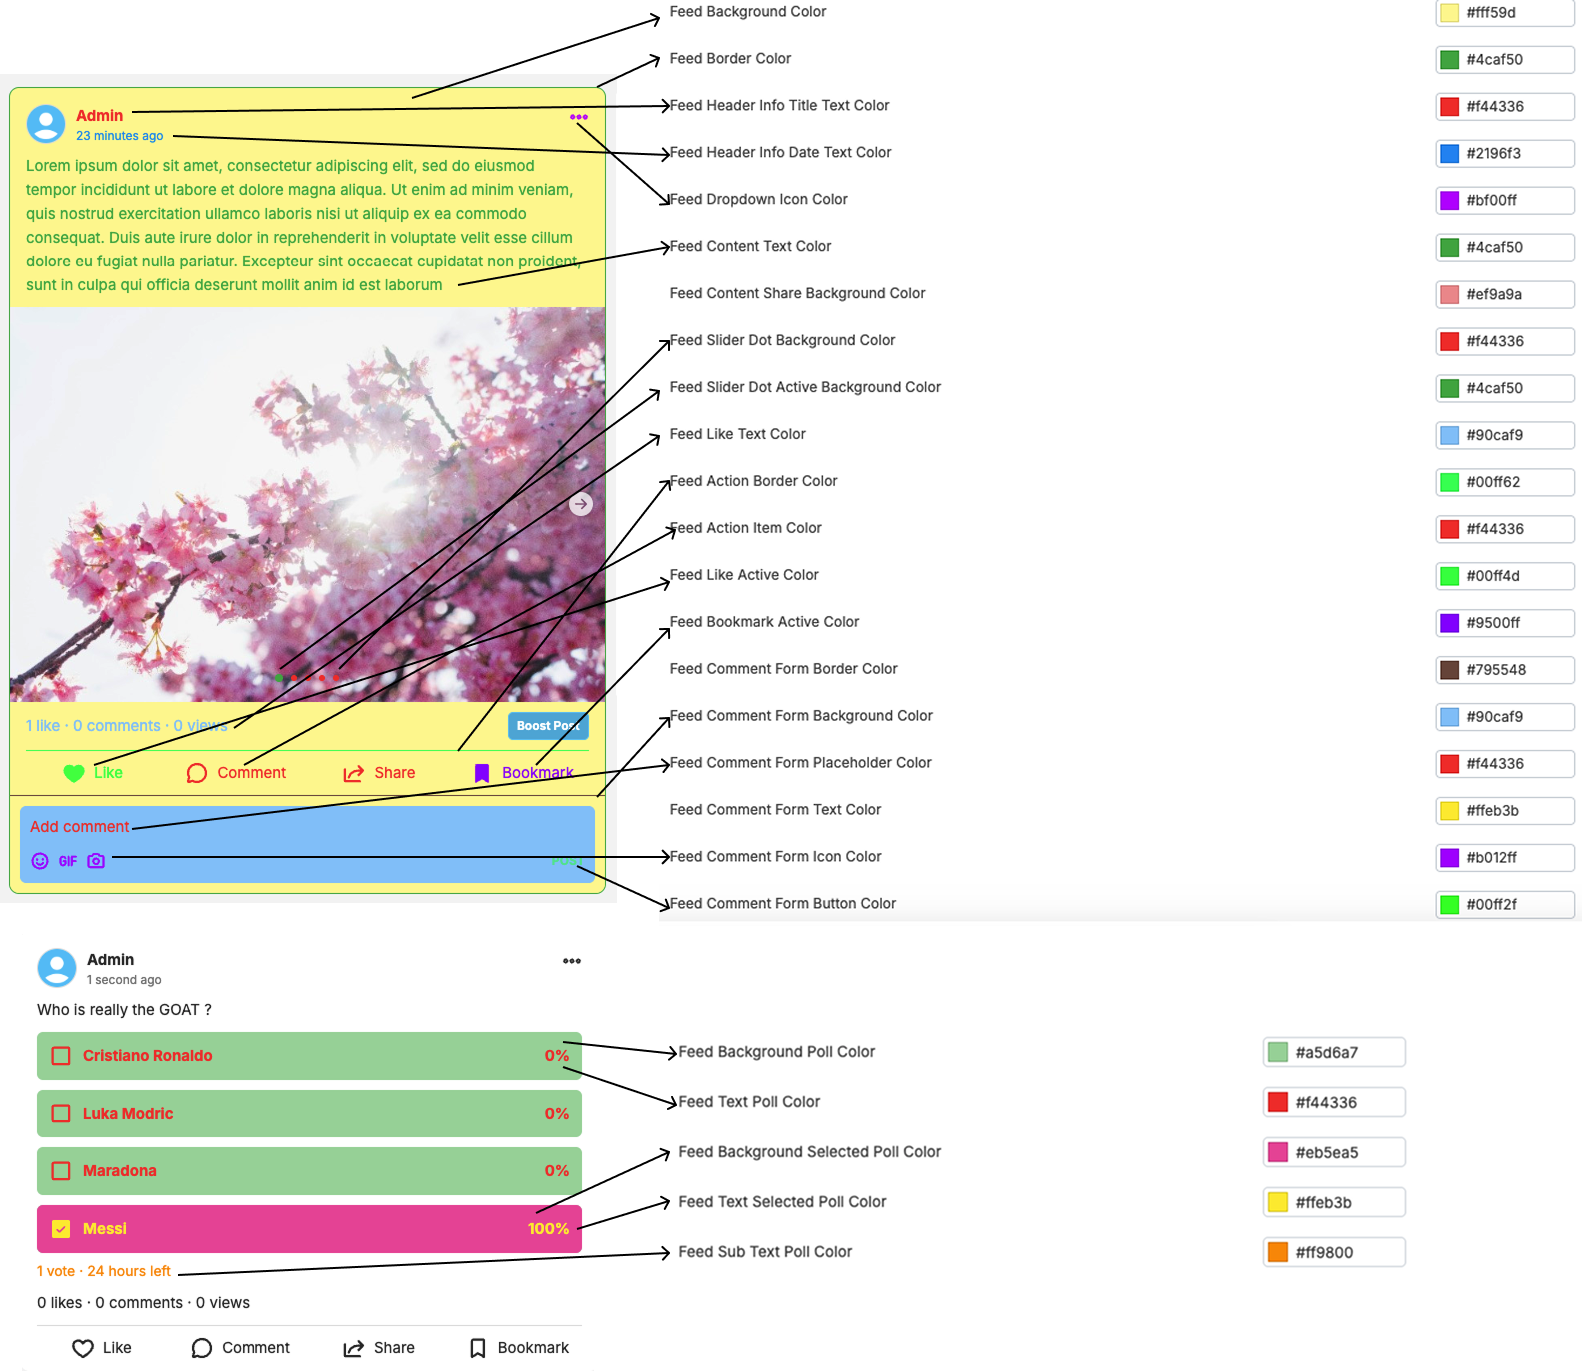 Feed Background Color #fff59d
Feed Border Color #4caf50
Feed Header Info Title Text Color #f44336
Feed Header Info Date Text Color #2196f3
Feed Dropdown Icon Color #bf00ff
Feed Content Text Color #4caf50
Feed Content Share Background Color #ef9a9a
Feed Slider Dot Background Color #f44336
Feed Slider Dot Active Background Color #4caf50
Feed Like Text Color #90caf9
Feed Action Border Color #00ff62
Feed Action Item Color #f44336
Feed Like Active Color #00ff4d
Feed Bookmark Active Color #9500ff
Feed Comment Form Border Color #795548
Feed Comment Form Background Color #90caf9
Feed Comment Form Placeholder Color #f44336
Feed Comment Form Text Color #ffeb3b
Feed Comment Form Icon Color #b012ff
Feed Comment Form Button Color #00ff2f
Admin
23 minutes ago
Lorem ipsum dolor sit amet, consectetur adipiscing elit, sed do eiusmod
tempor incididunt ut labore et dolore magna aliqua. Ut enim ad minim veniam,
quis nostrud exercitation ullamco laboris nisi ut aliquip ex ea commodo
consequat. Duis aute irure dolor in reprehenderit in voluptate velit esse cillum
dolore eu fugiat nulla pariatur. Excepteur sint occaecat cupidatat non proident,
sunt in culpa qui officia deserunt mollit anim id est laborum
1 like · 0 comments · 0 views
Boost Post
Like Comment Share Bookmark
Add comment
GIF
Admin
1 second ago
Who is really the GOAT ?
Cristiano Ronaldo 0%
Luka Modric 0%
Maradona 0%
Messi 100%
1 vote · 24 hours left
0 likes · 0 comments · 0 views
Like Comment Share Bookmark
Feed Background Poll Color #a5d6a7
Feed Text Poll Color #f44336
Feed Background Selected Poll Color #eb5ea5
Feed Text Selected Poll Color #ffeb3b
Feed Sub Text Poll Color #ff9800